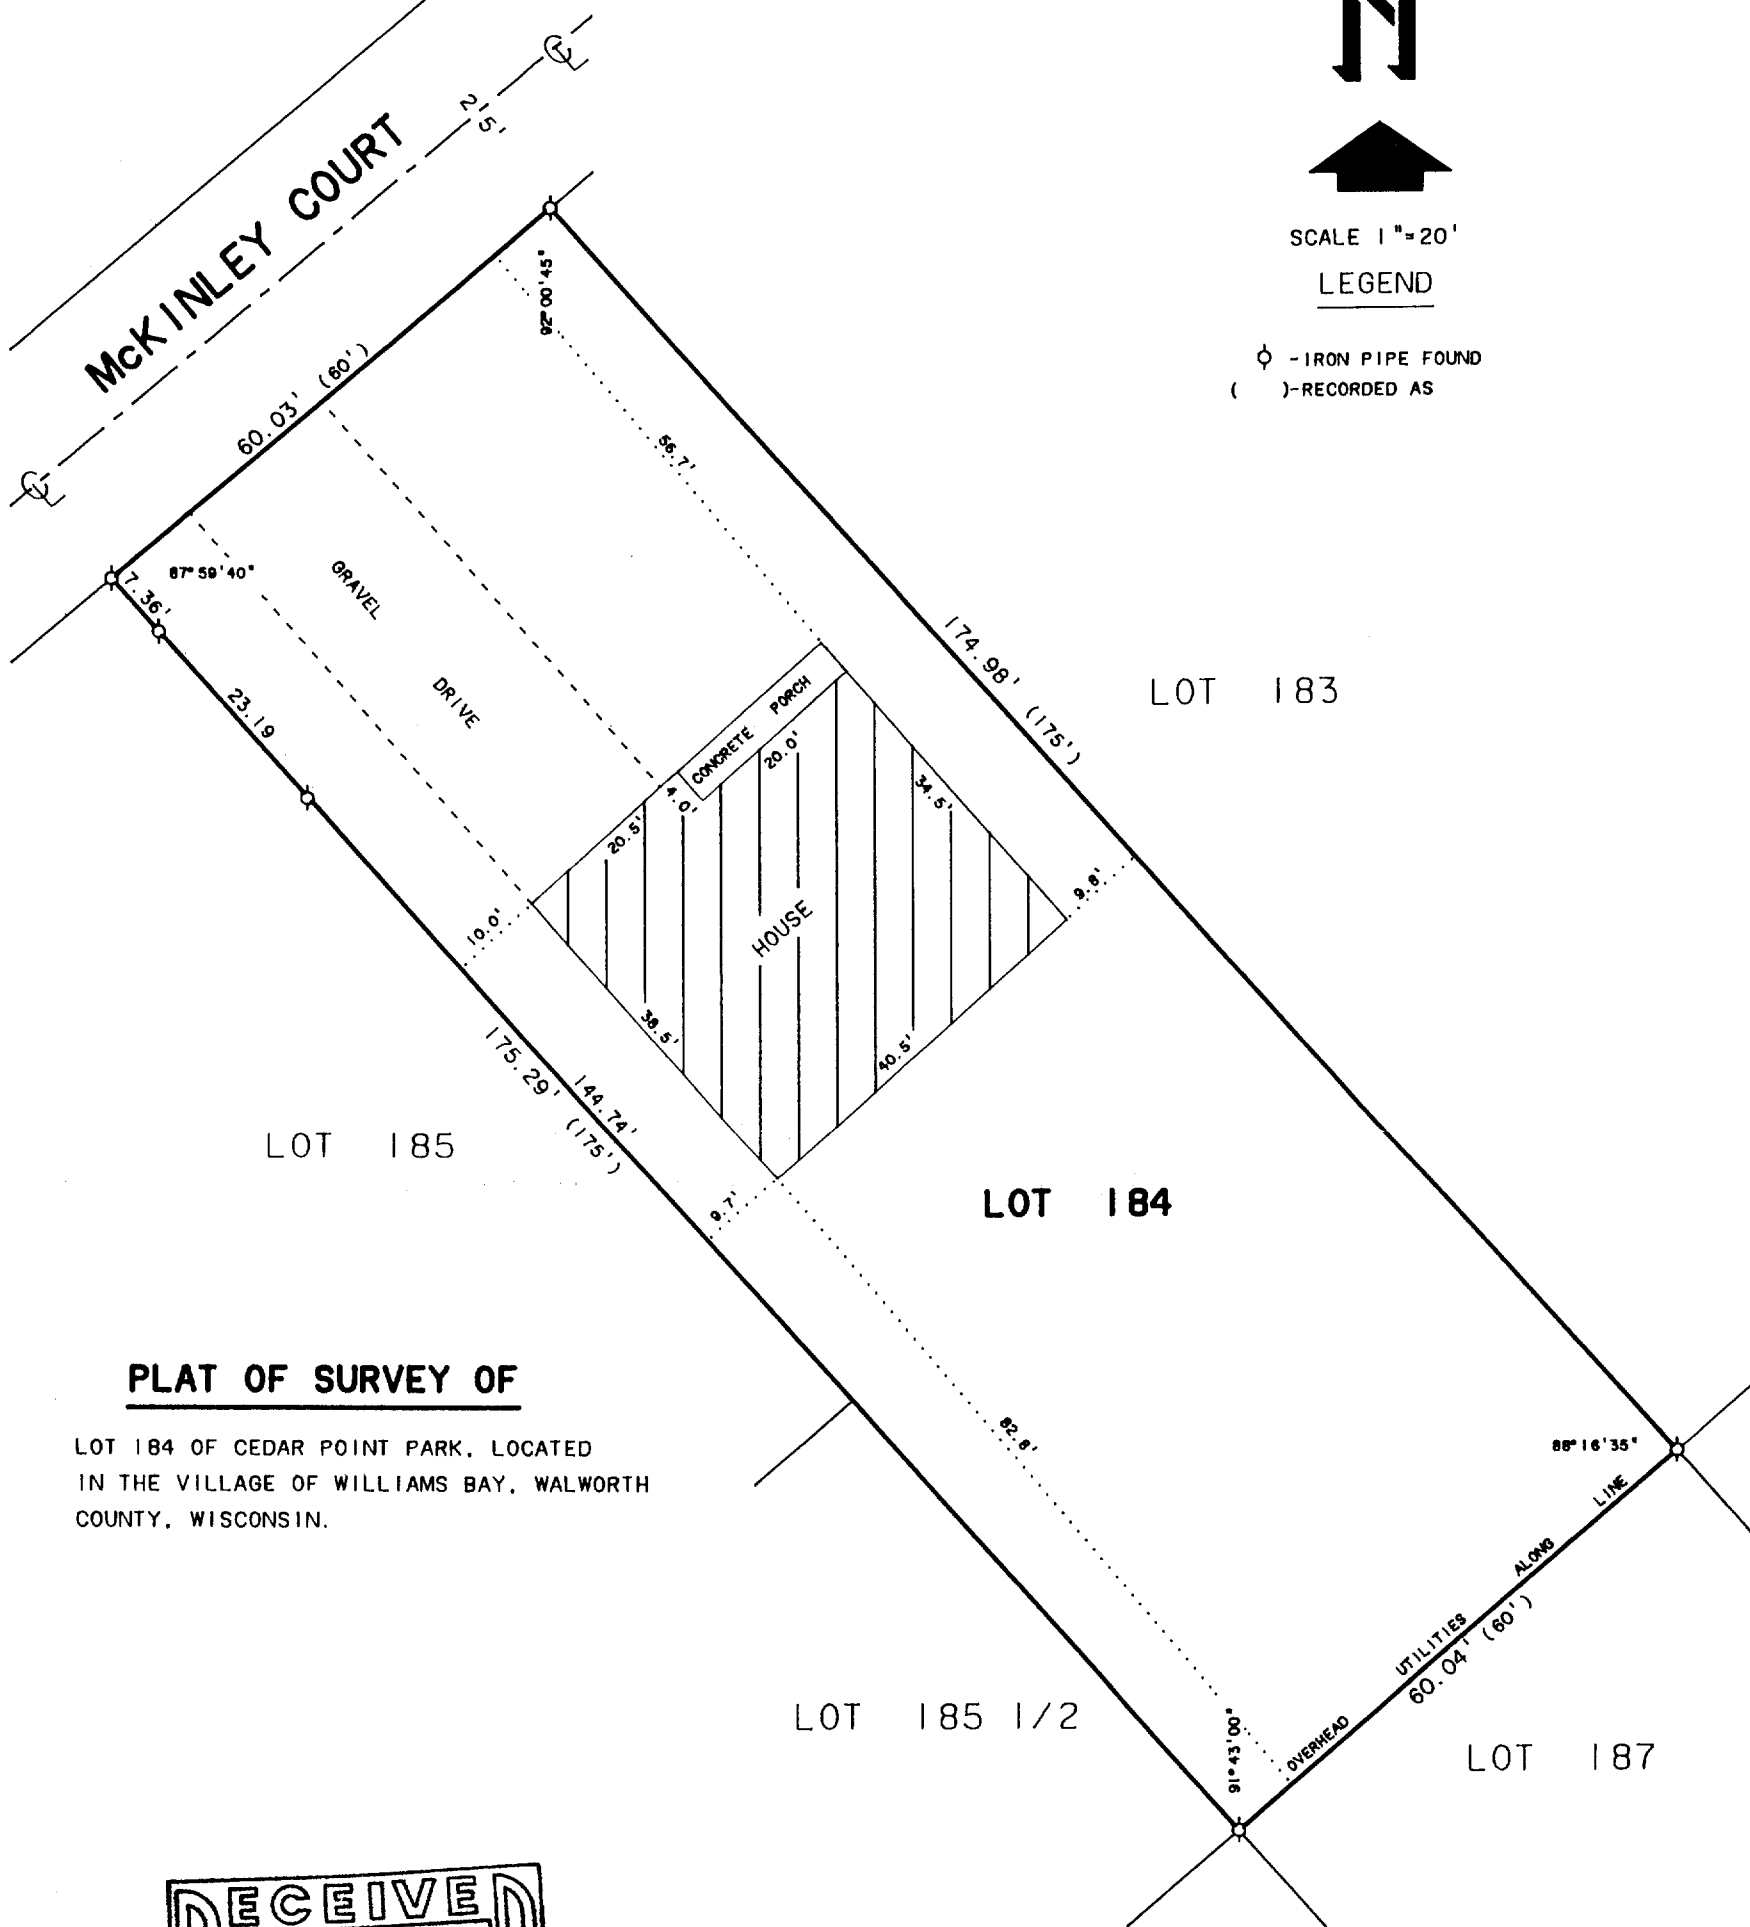 N
SCALE 1"=20'
LEGEND
-IRON PIPE FOUND
( )-RECORDED AS
McKINLEY COURT
CL
25'
CL
60.03' (60')
92°00'45"
87°59'40"
7.36'
23.19
GRAVEL
DRIVE
56.7'
174.98' (175')
LOT 183
CONCRETE PORCH
20.0'
4.0'
20.5'
34.5'
9.8'
10.0'
HOUSE
38.5'
40.5'
175.29' (175')
144.74'
LOT 185
9.7'
LOT 184
82.8'
88°16'35"
OVERHEAD UTILITIES ALONG LINE
60.04' (60')
91°43'00"
LOT 185 1/2
LOT 187
PLAT OF SURVEY OF
LOT 184 OF CEDAR POINT PARK, LOCATED
IN THE VILLAGE OF WILLIAMS BAY, WALWORTH
COUNTY, WISCONSIN.
RECEIVED